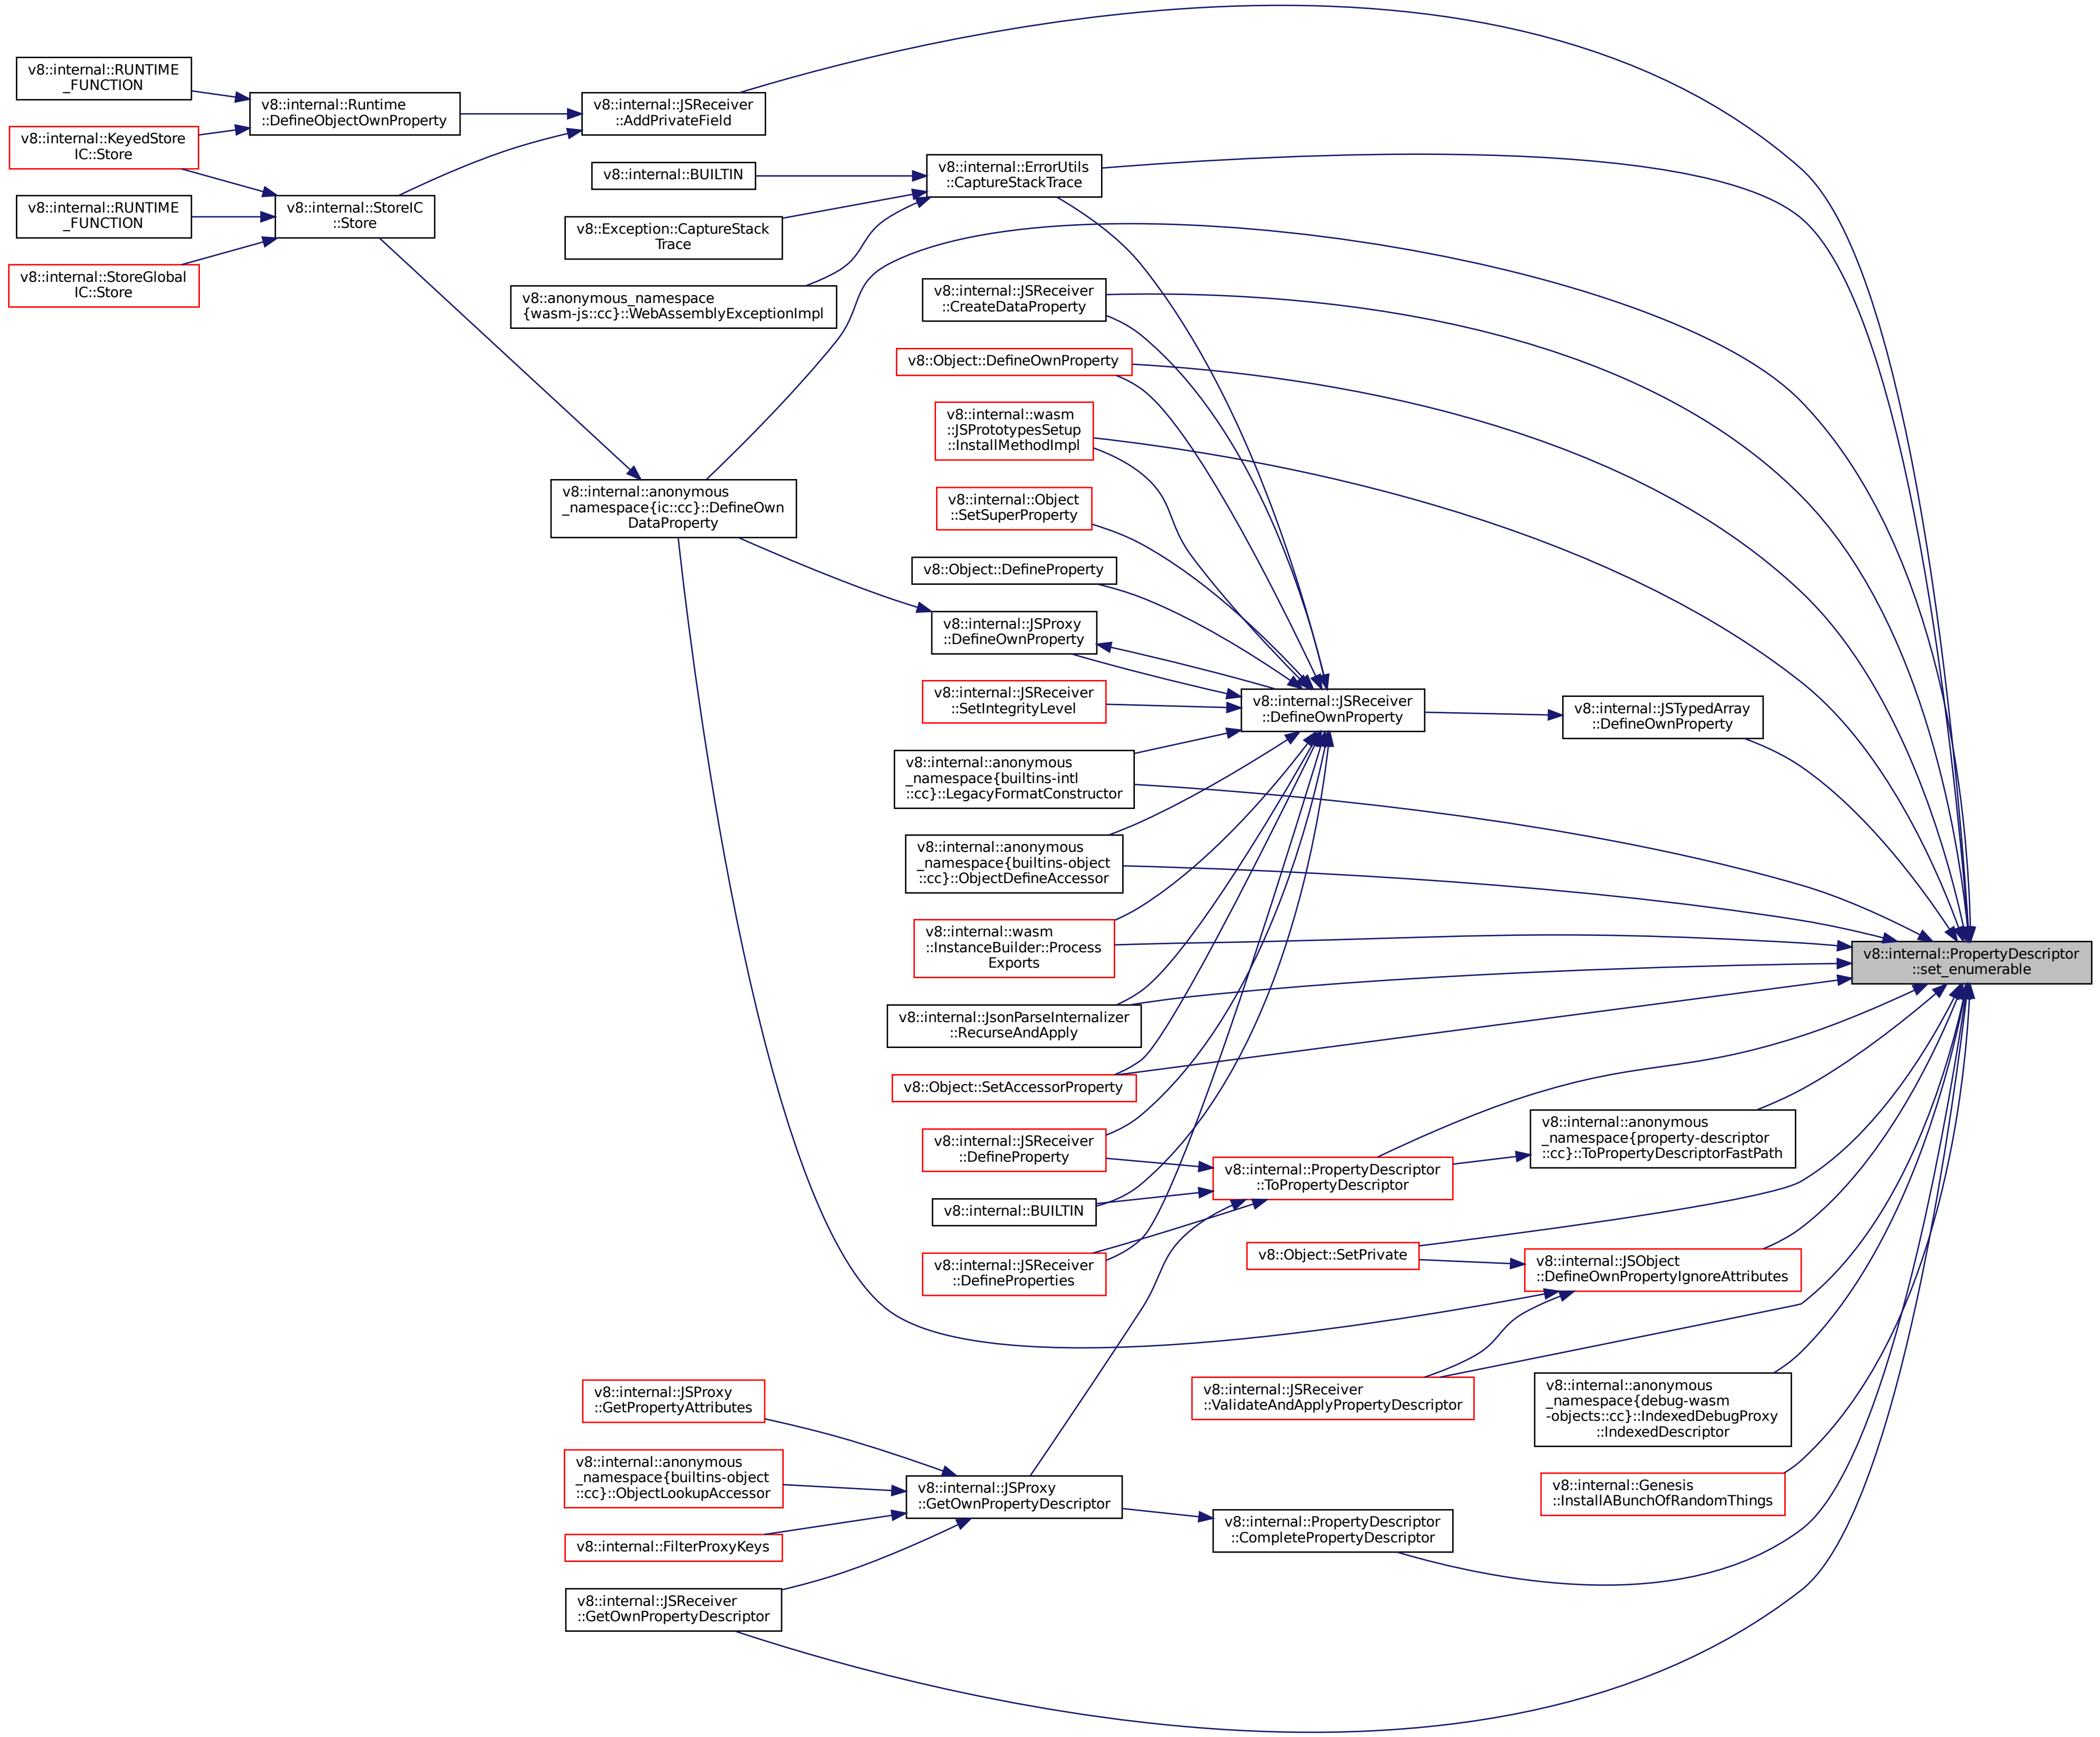 v8::internal::RUNTIME
_FUNCTION
v8::internal::KeyedStore
IC::Store
v8::internal::RUNTIME
_FUNCTION
v8::internal::StoreGlobal
IC::Store
v8::internal::Runtime
::DefineObjectOwnProperty
v8::internal::StoreIC
::Store
v8::internal::JSReceiver
::AddPrivateField
v8::internal::BUILTIN
v8::Exception::CaptureStack
Trace
v8::anonymous_namespace
{wasm-js::cc}::WebAssemblyExceptionImpl
v8::internal::anonymous
_namespace{ic::cc}::DefineOwn
DataProperty
v8::internal::JSProxy
::GetPropertyAttributes
v8::internal::anonymous
_namespace{builtins-object
::cc}::ObjectLookupAccessor
v8::internal::FilterProxyKeys
v8::internal::JSReceiver
::GetOwnPropertyDescriptor
v8::internal::ErrorUtils
::CaptureStackTrace
v8::internal::JSReceiver
::CreateDataProperty
v8::Object::DefineOwnProperty
v8::internal::wasm
::JSPrototypesSetup
::InstallMethodImpl
v8::internal::Object
::SetSuperProperty
v8::Object::DefineProperty
v8::internal::JSProxy
::DefineOwnProperty
v8::internal::JSReceiver
::SetIntegrityLevel
v8::internal::anonymous
_namespace{builtins-intl
::cc}::LegacyFormatConstructor
v8::internal::anonymous
_namespace{builtins-object
::cc}::ObjectDefineAccessor
v8::internal::wasm
::InstanceBuilder::Process
Exports
v8::internal::JsonParseInternalizer
::RecurseAndApply
v8::Object::SetAccessorProperty
v8::internal::JSReceiver
::DefineProperty
v8::internal::BUILTIN
v8::internal::JSReceiver
::DefineProperties
v8::internal::JSProxy
::GetOwnPropertyDescriptor
v8::internal::JSReceiver
::DefineOwnProperty
v8::internal::PropertyDescriptor
::ToPropertyDescriptor
v8::Object::SetPrivate
v8::internal::JSReceiver
::ValidateAndApplyPropertyDescriptor
v8::internal::PropertyDescriptor
::CompletePropertyDescriptor
v8::internal::JSTypedArray
::DefineOwnProperty
v8::internal::anonymous
_namespace{property-descriptor
::cc}::ToPropertyDescriptorFastPath
v8::internal::JSObject
::DefineOwnPropertyIgnoreAttributes
v8::internal::anonymous
_namespace{debug-wasm
-objects::cc}::IndexedDebugProxy
::IndexedDescriptor
v8::internal::Genesis
::InstallABunchOfRandomThings
v8::internal::PropertyDescriptor
::set_enumerable